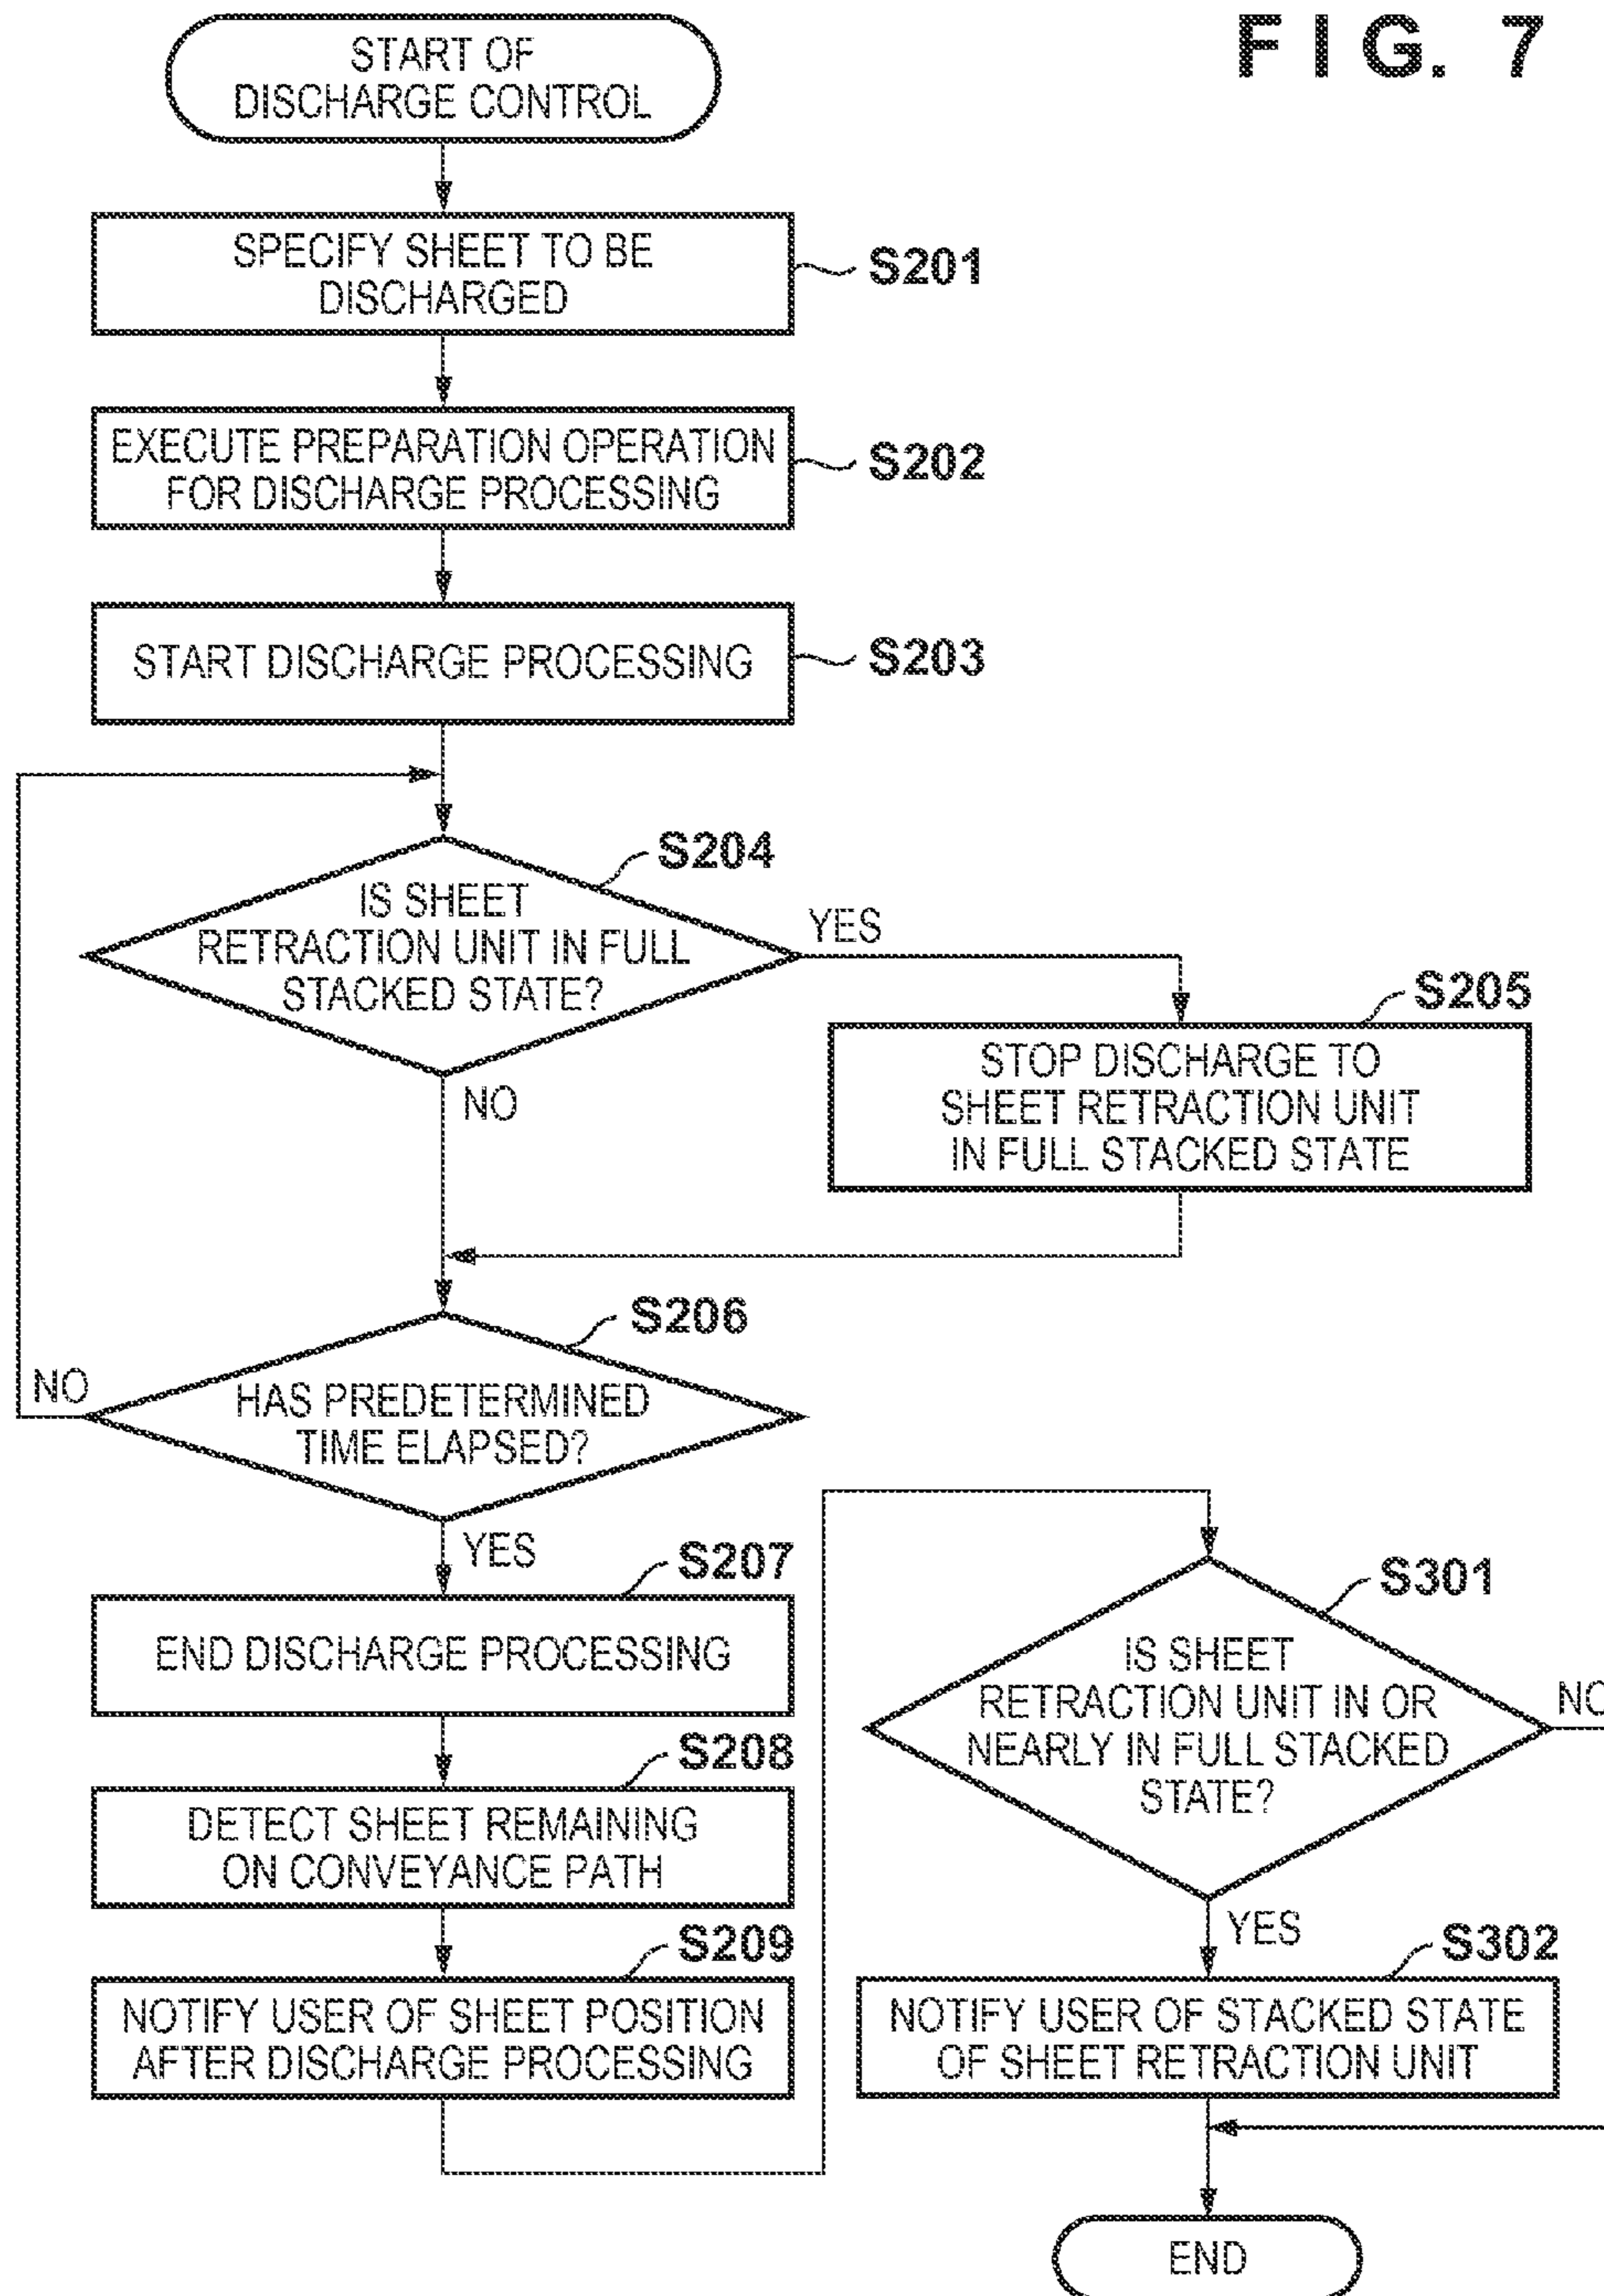 FIG. 7
START OF
DISCHARGE CONTROL
SPECIFY SHEET TO BE
DISCHARGED
S201
EXECUTE PREPARATION OPERATION
FOR DISCHARGE PROCESSING
S202
START DISCHARGE PROCESSING
S203
S204
IS SHEET
RETRACTION UNIT IN FULL
STACKED STATE?
YES
NO
S205
STOP DISCHARGE TO
SHEET RETRACTION UNIT
IN FULL STACKED STATE
S206
HAS PREDETERMINED
TIME ELAPSED?
NO
YES
S207
END DISCHARGE PROCESSING
S208
DETECT SHEET REMAINING
ON CONVEYANCE PATH
S209
NOTIFY USER OF SHEET POSITION
AFTER DISCHARGE PROCESSING
S301
IS SHEET
RETRACTION UNIT IN OR
NEARLY IN FULL STACKED
STATE?
NO
YES
S302
NOTIFY USER OF STACKED STATE
OF SHEET RETRACTION UNIT
END